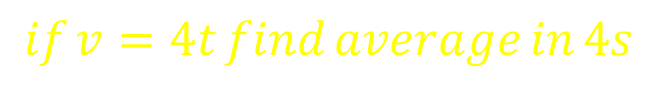 if v = 4t find average in 4s